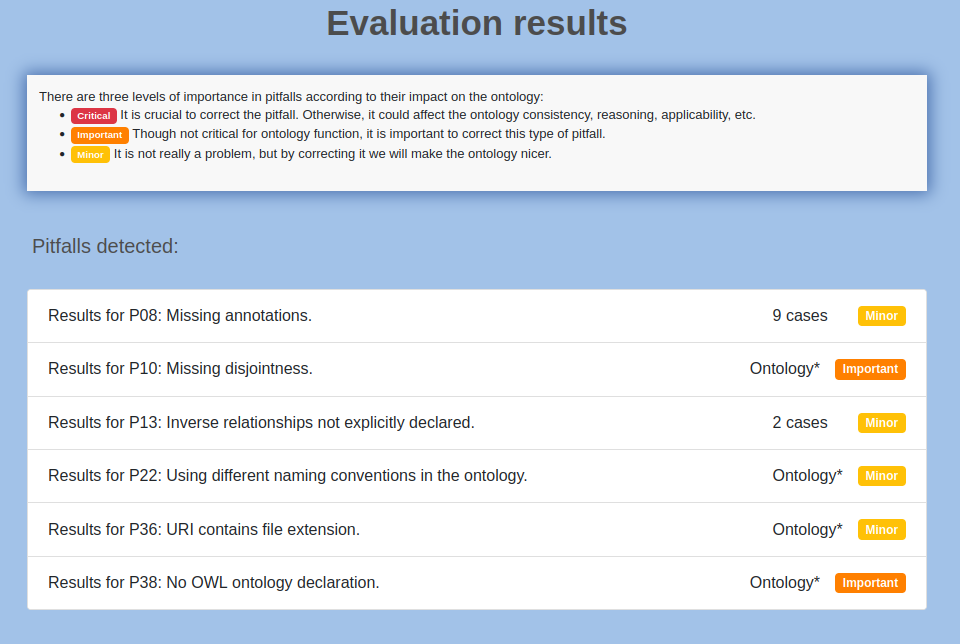 Evaluation results
There are three levels of importance in pitfalls according to their impact on the ontology:
• Critical It is crucial to correct the pitfall. Otherwise, it could affect the ontology consistency, reasoning, applicability, etc.
• Important Though not critical for ontology function, it is important to correct this type of pitfall.
• Minor It is not really a problem, but by correcting it we will make the ontology nicer.
Pitfalls detected:
Results for P08: Missing annotations. 9 cases Minor
Results for P10: Missing disjointness. Ontology* Important
Results for P13: Inverse relationships not explicitly declared. 2 cases Minor
Results for P22: Using different naming conventions in the ontology. Ontology* Minor
Results for P36: URI contains file extension. Ontology* Minor
Results for P38: No OWL ontology declaration. Ontology* Important